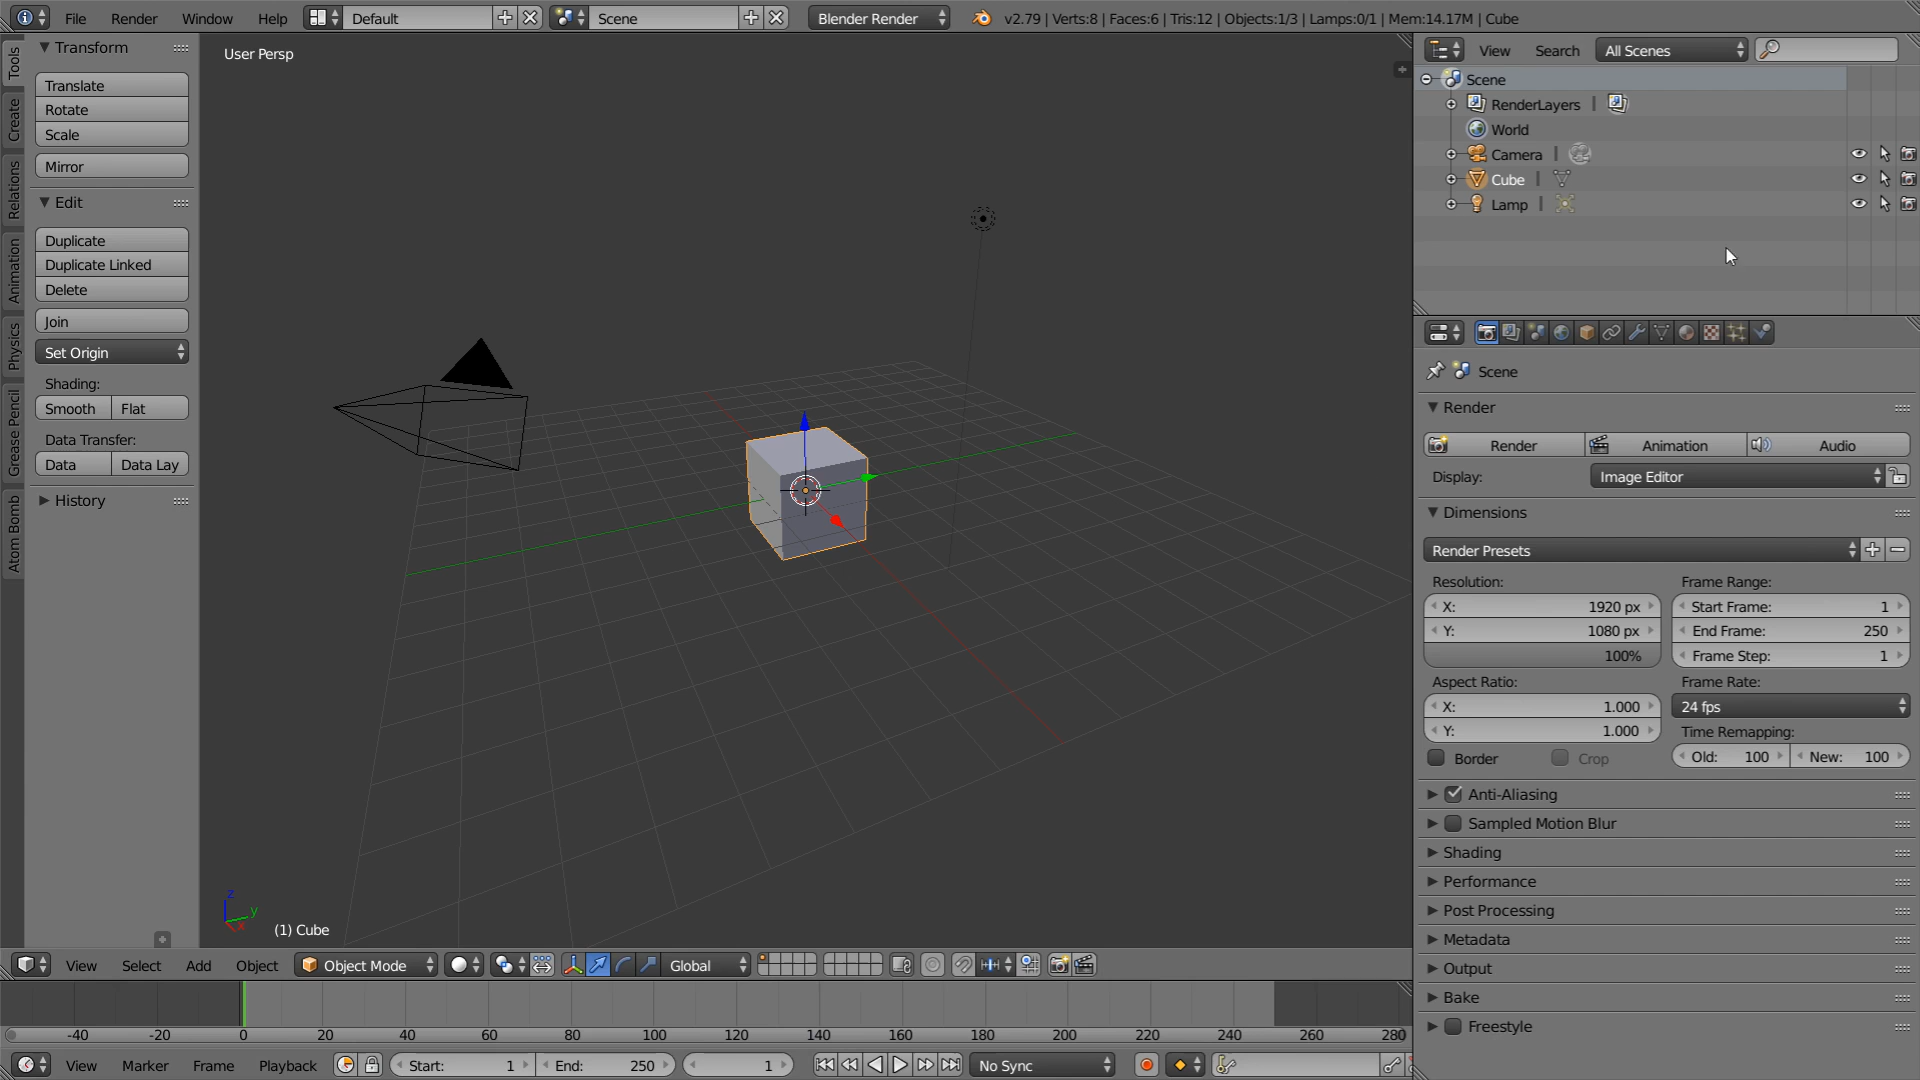 File Render Window Help Default Scene Blender Render v2.79 | Verts:8 | Faces:6 | Tris:12 | Objects:1/3 | Lamps:0/1 | Mem:14.17M | Cube
Tools
Create
Relations
Animation
Physics
Grease Pencil
Atom Bomb
Transform
Translate
Rotate
Scale
Mirror
Edit
Duplicate
Duplicate Linked
Delete
Join
Set Origin
Shading:
Smooth Flat
Data Transfer:
Data Data Lay
History
User Persp
z
y
x
(1) Cube
View Search All Scenes
Scene
RenderLayers |
World
Camera |
Cube |
Lamp |
Scene
Render
Render Animation Audio
Display: Image Editor
Dimensions
Render Presets
Resolution: Frame Range:
X: 1920 px Start Frame: 1
Y: 1080 px End Frame: 250
100% Frame Step: 1
Aspect Ratio: Frame Rate:
X: 1.000 24 fps
Y: 1.000 Time Remapping:
Border Crop Old: 100 New: 100
Anti-Aliasing
Sampled Motion Blur
Shading
Performance
Post Processing
Metadata
Output
Bake
Freestyle
View Select Add Object Object Mode Global
-40 -20 0 20 40 60 80 100 120 140 160 180 200 220 240 260 280
View Marker Frame Playback Start: 1 End: 250 1 No Sync